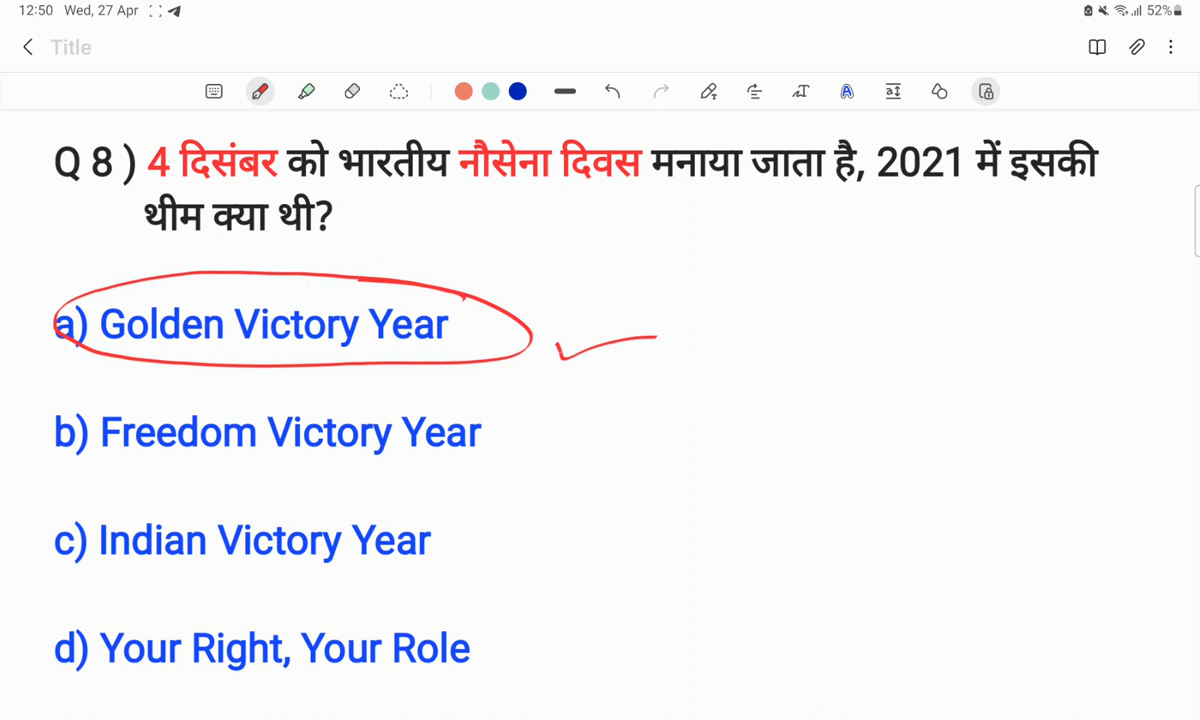 12:50 Wed, 27 Apr 52%
Title
Q 8 ) 4 दिसंबर को भारतीय नौसेना दिवस मनाया जाता है, 2021 में इसकी
थीम क्या थी?
a) Golden Victory Year
b) Freedom Victory Year
c) Indian Victory Year
d) Your Right, Your Role